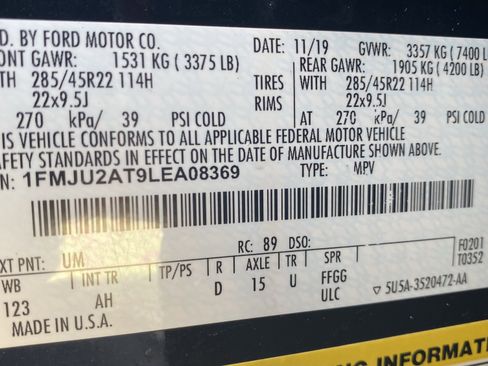 D. BY FORD MOTOR CO. DATE: 11/19 GVWR: 3357 KG ( 7400 L
ONT GAWR: 1531 KG ( 3375 LB) REAR GAWR: 1905 KG ( 4200 LB)
TH 285/45R22 114H TIRES WITH 285/45R22 114H
22x9.5J RIMS 22x9.5J
270 kPa/ 39 PSI COLD AT 270 kPa/ 39 PSI COLD
IS VEHICLE CONFORMS TO ALL APPLICABLE FEDERAL MOTOR VEHICLE
AFETY STANDARDS IN EFFECT ON THE DATE OF MANUFACTURE SHOWN ABOVE.
N: 1FMJU2AT9LEA08369 TYPE: MPV
RC: 89 DSO: F0201
XT PNT: UM T0352
WB INT TR TP/PS R AXLE TR SPR
123 AH D 15 U FFGG
ULC
MADE IN U.S.A. 5U5A-3520472-AA
NG INFORMAT